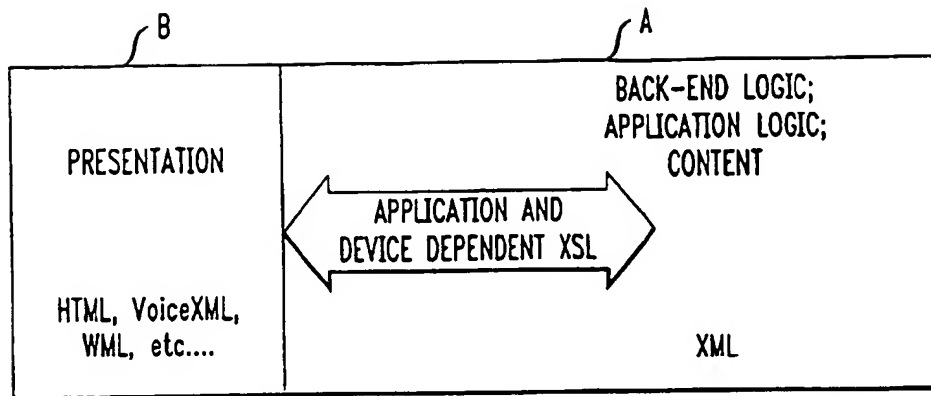 B
A
BACK-END LOGIC;
APPLICATION LOGIC;
CONTENT
PRESENTATION
APPLICATION AND
DEVICE DEPENDENT XSL
HTML, VoiceXML,
WML, etc....
XML